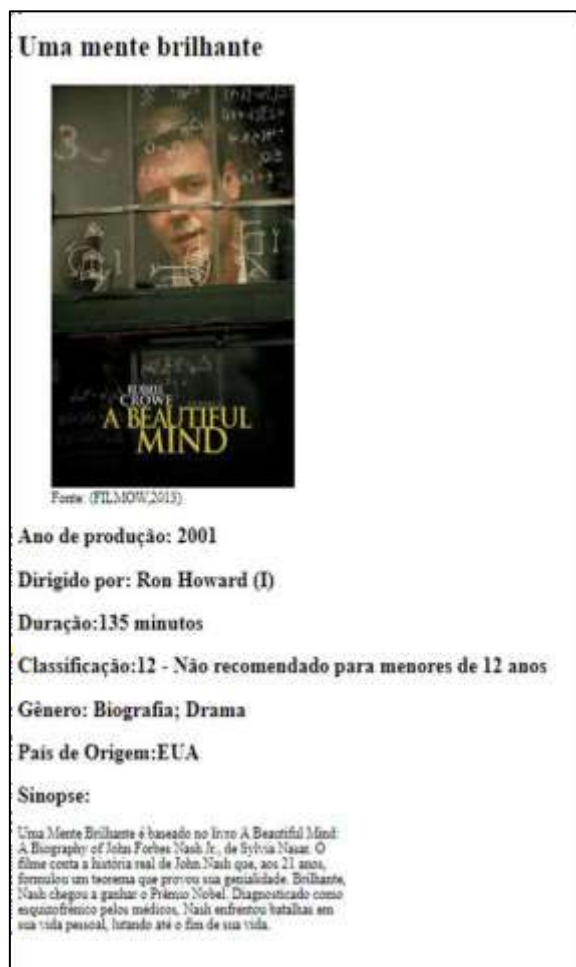 Uma mente brilhante
CROWE
A BEAUTIFUL
MIND
Fonte: (FILMOW,2013)
Ano de produção: 2001
Dirigido por: Ron Howard (I)
Duração:135 minutos
Classificação:12 - Não recomendado para menores de 12 anos
Gênero: Biografia; Drama
País de Origem:EUA
Sinopse:
Uma Mente Brilhante é baseado no livro A Beautiful Mind:
A Biography of John Forbes Nash Jr., de Sylvia Nasar. O
filme conta a história real de John Nash que, aos 21 anos,
formulou um teorema que provou sua genialidade. Brilhante,
Nash chegou a ganhar o Prêmio Nobel. Diagnosticado como
esquizofrênico pelos médicos, Nash enfrentou batalhas em
sua vida pessoal, lutando até o fim de sua vida.